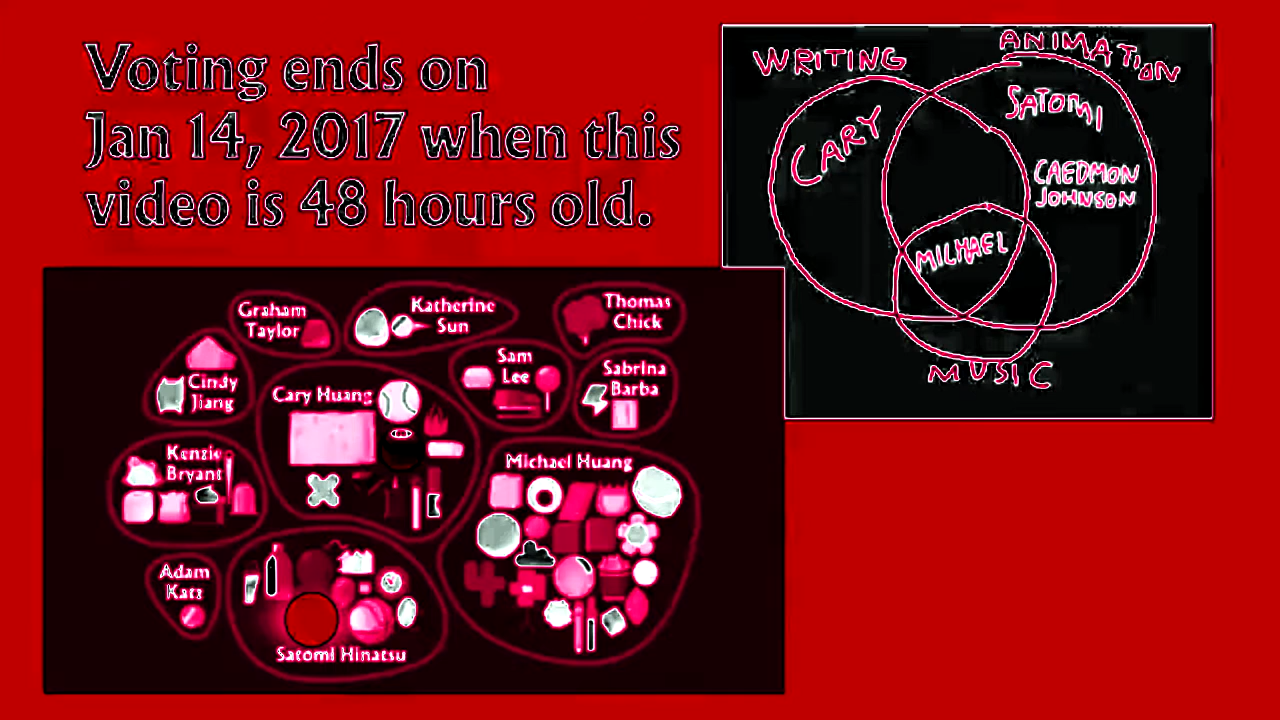 Voting ends on
Jan 14, 2017 when this
video is 48 hours old.
WRITING
ANIMATION
CARY
SATOMI
CAEDMON
JOHNSON
MICHAEL
MUSIC
Graham
Taylor
Katherine
Sun
Thomas
Chick
Cindy
Jiang
Cary Huang
Sam
Lee
Sabrina
Barba
Kenzie
Bryant
Michael Huang
Adam
Katz
Satomi Hinatsu